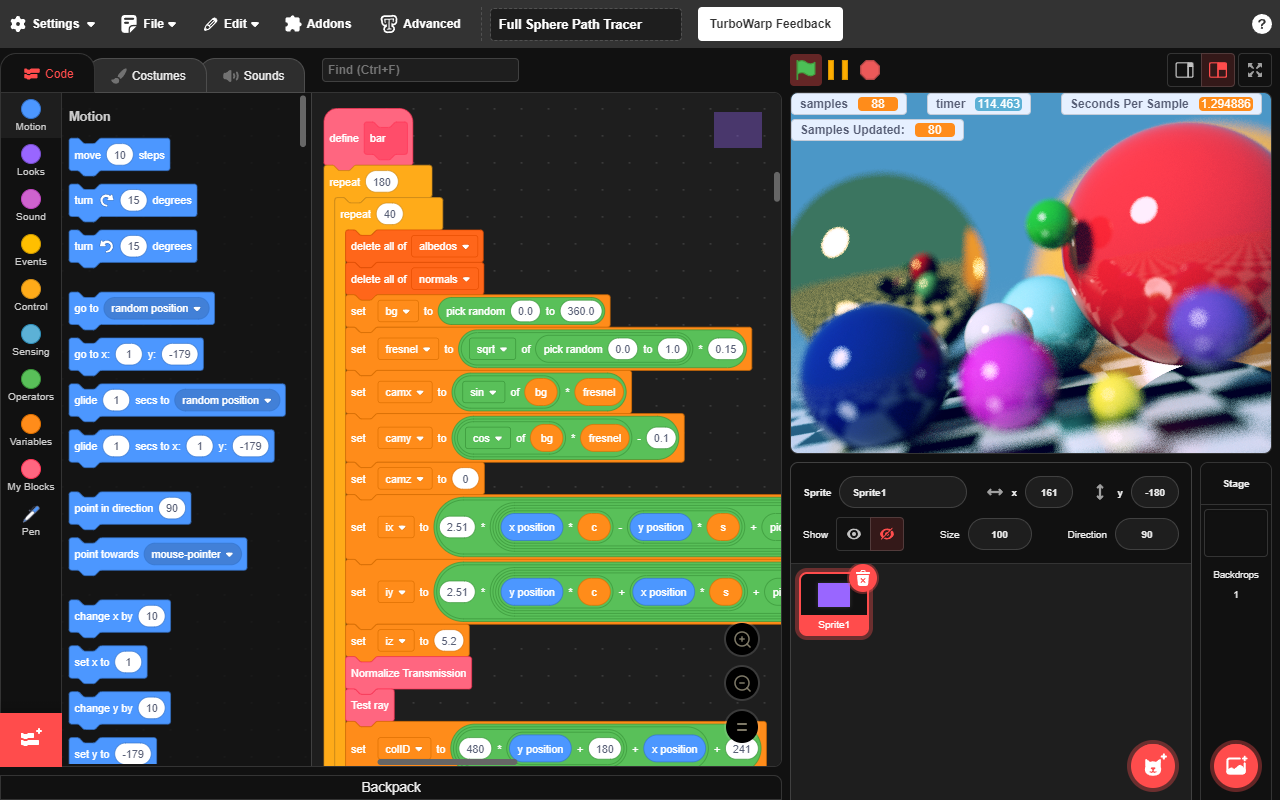 Settings File Edit Addons Advanced Full Sphere Path Tracer TurboWarp Feedback ?
Code Costumes Sounds Find (Ctrl+F)
Motion
Looks
Sound
Events
Control
Sensing
Operators
Variables
My Blocks
Pen
Motion
move 10 steps
turn 15 degrees
turn 15 degrees
go to random position
go to x: 1 y: -179
glide 1 secs to random position
glide 1 secs to x: 1 y: -179
point in direction 90
point towards mouse-pointer
change x by 10
set x to 1
change y by 10
set y to -179
define bar
repeat 180
repeat 40
delete all of albedos
delete all of normals
set bg to pick random 0.0 to 360.0
set fresnel to sqrt of pick random 0.0 to 1.0 * 0.15
set camx to sin of bg * fresnel
set camy to cos of bg * fresnel - 0.1
set camz to 0
set ix to 2.51 * x position * c - y position * s +
set iy to 2.51 * y position * c + x position * s +
set iz to 5.2
Normalize Transmission
Test ray
set collD to 480 * y position + 180 + x position + 241
Backpack
samples 88 timer 114.463 Seconds Per Sample 1.294886
Samples Updated: 80
Sprite Sprite1 x 161 y -180
Show Size 100 Direction 90
Sprite1
Stage
Backdrops
1